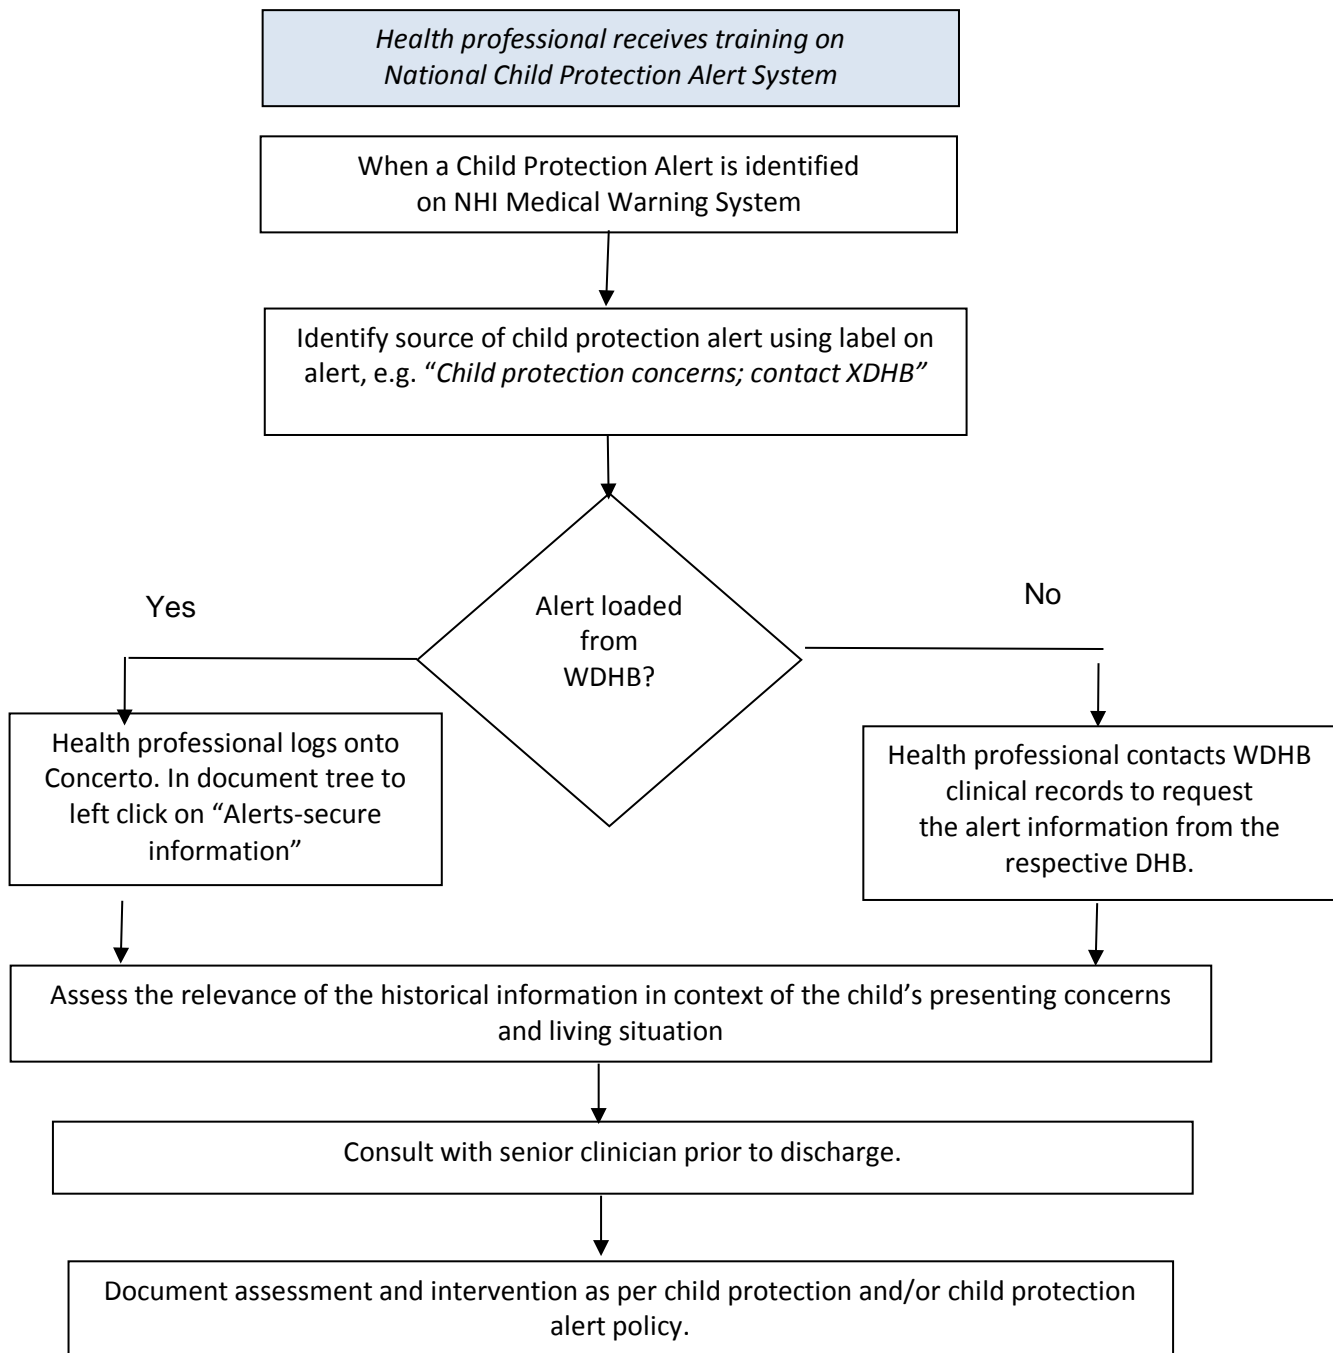 Health professional receives training on
National Child Protection Alert System
When a Child Protection Alert is identified
on NHI Medical Warning System
Identify source of child protection alert using label on
alert, e.g. “Child protection concerns; contact XDHB”
Yes
No
Alert loaded
from
WDHB?
Health professional logs onto
Concerto. In document tree to
left click on “Alerts-secure
information”
Health professional contacts WDHB
clinical records to request
the alert information from the
respective DHB.
Assess the relevance of the historical information in context of the child’s presenting concerns
and living situation
Consult with senior clinician prior to discharge.
Document assessment and intervention as per child protection and/or child protection
alert policy.